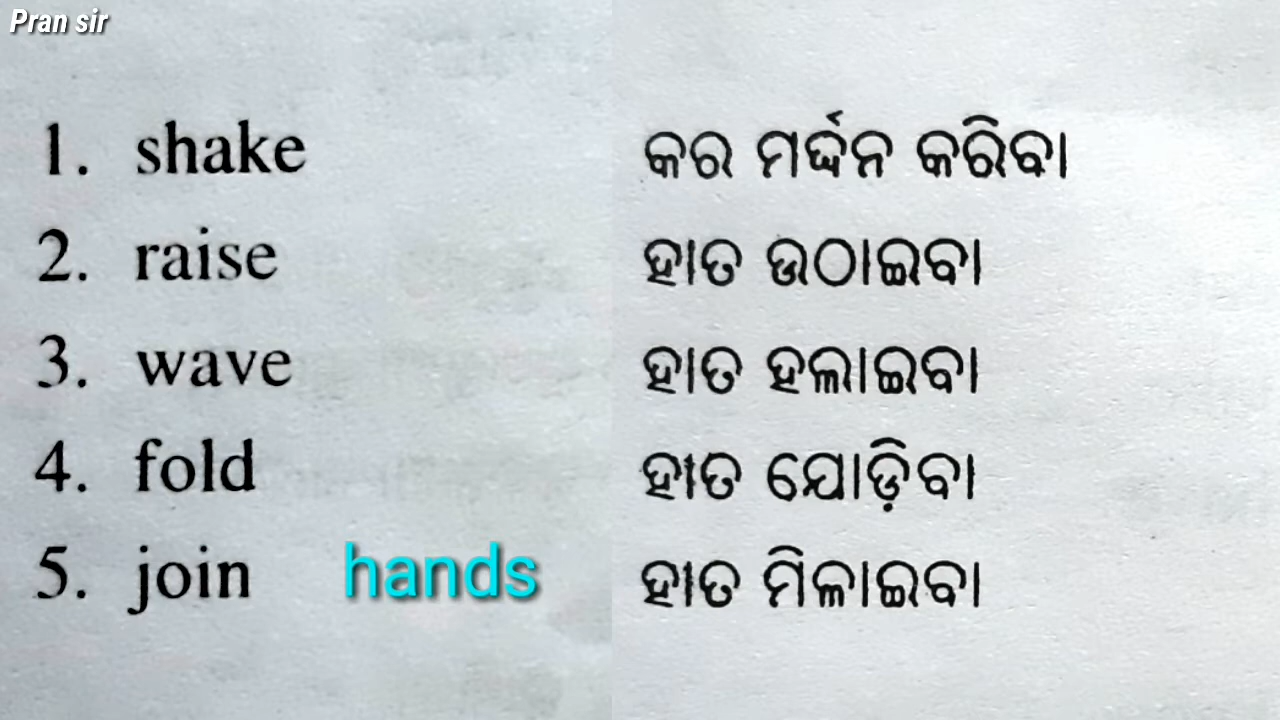 Pran sir
1. shake କର ମର୍ଦ୍ଦନ କରିବା
2. raise ହାତ ଉଠାଇବା
3. wave ହାତ ହଲାଇବା
4. fold ହାତ ଯୋଡ଼ିବା
5. join hands ହାତ ମିଳାଇବା